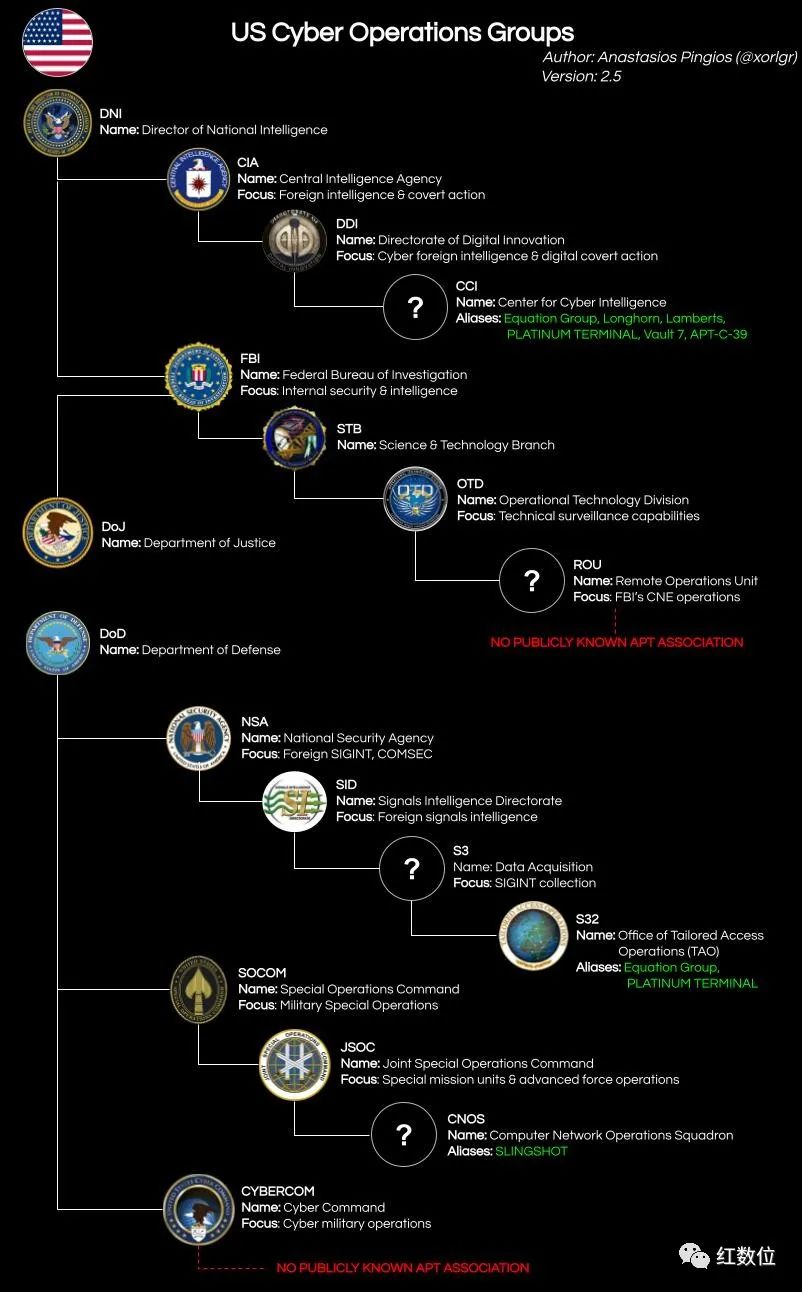 US Cyber Operations Groups
Author: Anastasios Pingios (@xorlgr)
Version: 2.5
DNI
Name: Director of National Intelligence
CIA
Name: Central Intelligence Agency
Focus: Foreign intelligence & covert action
DDI
Name: Directorate of Digital Innovation
Focus: Cyber foreign intelligence & digital covert action
?
CCI
Name: Center for Cyber Intelligence
Aliases: Equation Group, Longhorn, Lamberts,
PLATINUM TERMINAL, Vault 7, APT-C-39
FBI
Name: Federal Bureau of Investigation
Focus: Internal security & intelligence
STB
Name: Science & Technology Branch
OTD
OTD
Name: Operational Technology Division
Focus: Technical surveillance capabilities
DoJ
Name: Department of Justice
?
ROU
Name: Remote Operations Unit
Focus: FBI's CNE operations
NO PUBLICLY KNOWN APT ASSOCIATION
DoD
Name: Department of Defense
NSA
Name: National Security Agency
Focus: Foreign SIGINT, COMSEC
SID
Name: Signals Intelligence Directorate
Focus: Foreign signals intelligence
?
S3
Name: Data Acquisition
Focus: SIGINT collection
S32
Name: Office of Tailored Access
Operations (TAO)
Aliases: Equation Group,
PLATINUM TERMINAL
SOCOM
Name: Special Operations Command
Focus: Military Special Operations
JSOC
Name: Joint Special Operations Command
Focus: Special mission units & advanced force operations
?
CNOS
Name: Computer Network Operations Squadron
Aliases: SLINGSHOT
CYBERCOM
Name: Cyber Command
Focus: Cyber military operations
NO PUBLICLY KNOWN APT ASSOCIATION
红数位